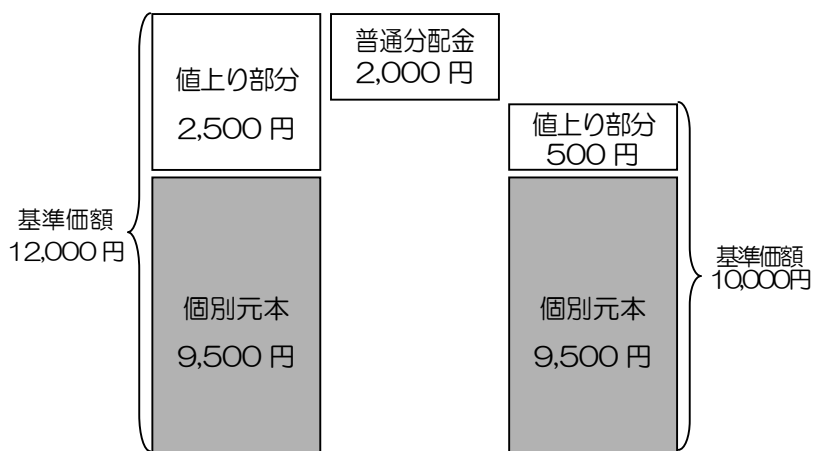 値上り部分
2,500 円
普通分配金
2,000 円
値上り部分
500 円
基準価額
12,000 円
個別元本
9,500 円
個別元本
9,500 円
基準価額
10,000円